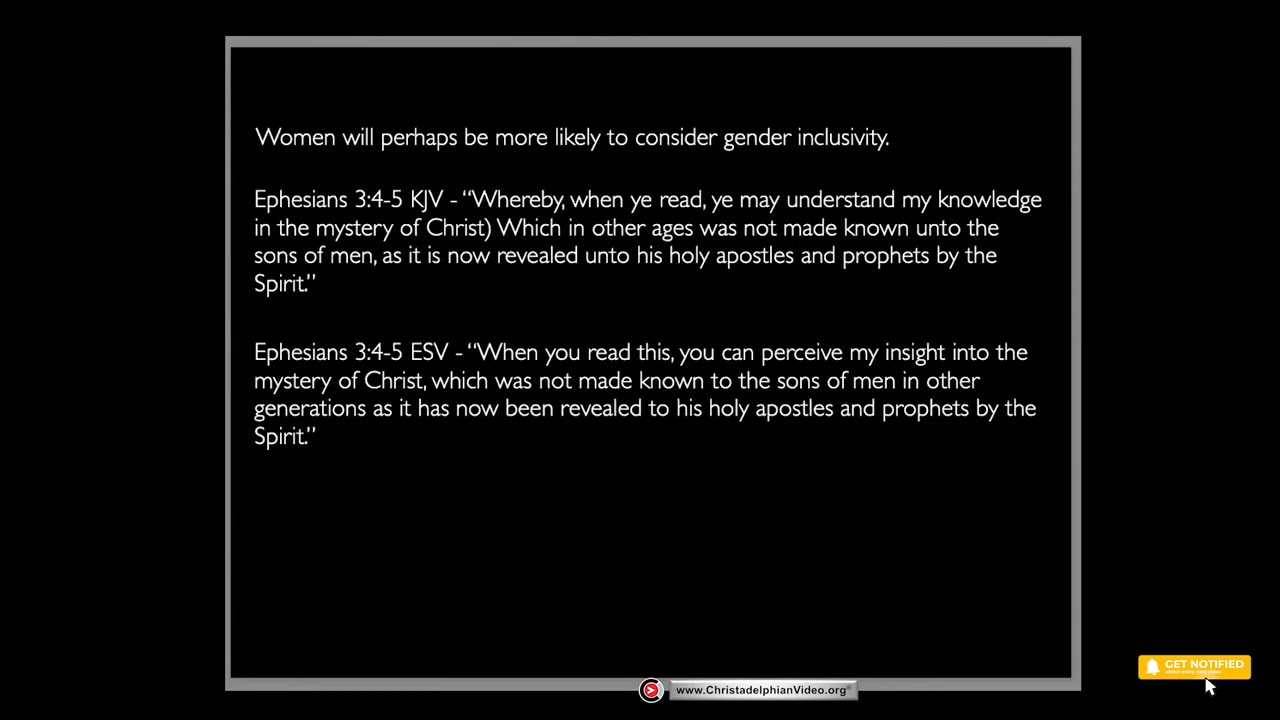 Women will perhaps be more likely to consider gender inclusivity.
Ephesians 3:4-5 KJV - “Whereby, when ye read, ye may understand my knowledge
in the mystery of Christ) Which in other ages was not made known unto the
sons of men, as it is now revealed unto his holy apostles and prophets by the
Spirit.”
Ephesians 3:4-5 ESV - “When you read this, you can perceive my insight into the
mystery of Christ, which was not made known to the sons of men in other
generations as it has now been revealed to his holy apostles and prophets by the
Spirit.”
GET NOTIFIED
about every new video
www.ChristadelphianVideo.org®